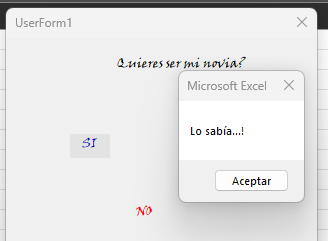 UserForm1
Quieres ser mi novia?
Microsoft Excel
Lo sabía...!
SI
Aceptar
NO